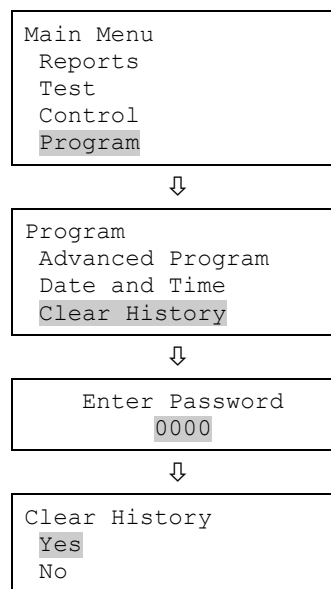 Main Menu
Reports
Test
Control
Program
⇩
Program
Advanced Program
Date and Time
Clear History
⇩
Enter Password
0000
⇩
Clear History
Yes
No